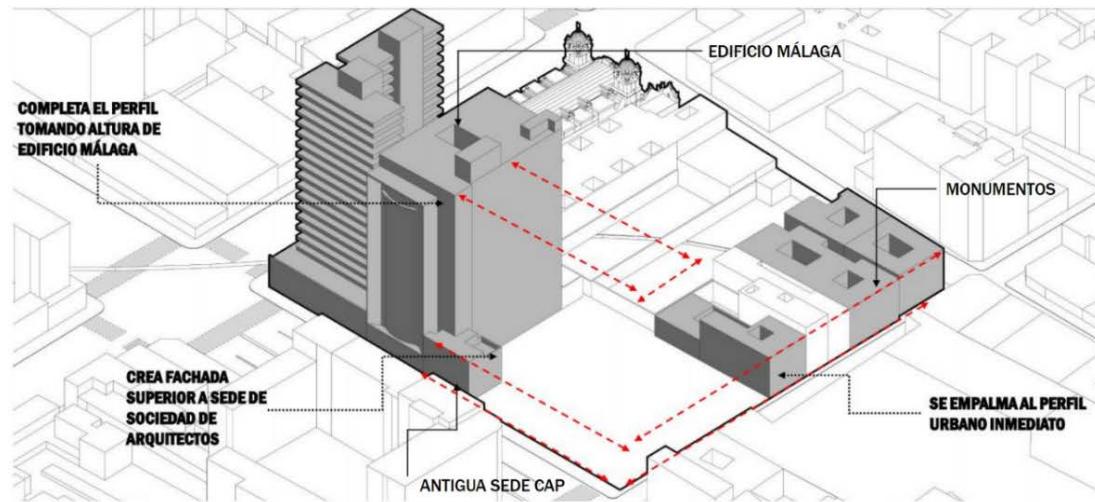 EDIFICIO MÁLAGA
COMPLETA EL PERFIL
TOMANDO ALTURA DE
EDIFICIO MÁLAGA
MONUMENTOS
CREA FACHADA
SUPERIOR A SEDE DE
SOCIEDAD DE
ARQUITECTOS
SE EMPALMA AL PERFIL
URBANO INMEDIATO
ANTIGUA SEDE CAP